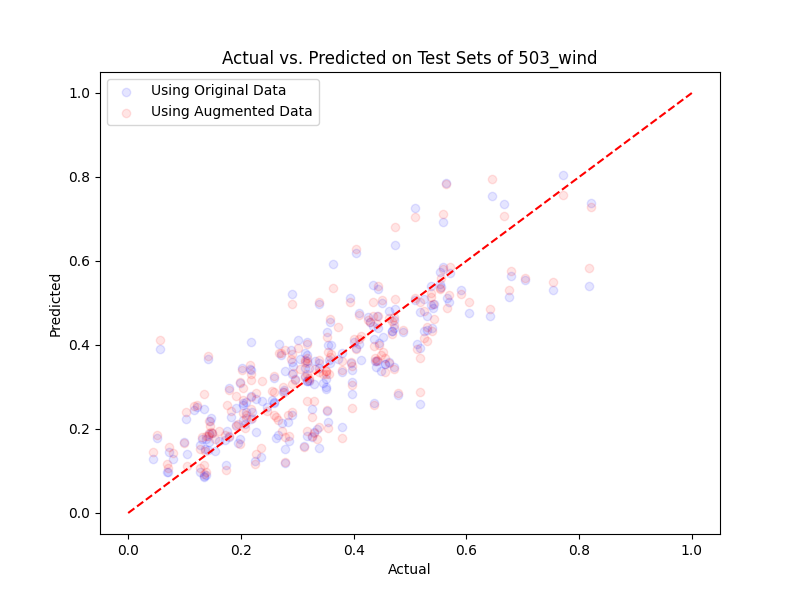 Actual vs. Predicted on Test Sets of 503_wind
Using Original Data
Using Augmented Data
1.0
0.8
0.6
0.4
0.2
0.0
Predicted
0.0 0.2 0.4 0.6 0.8 1.0
Actual